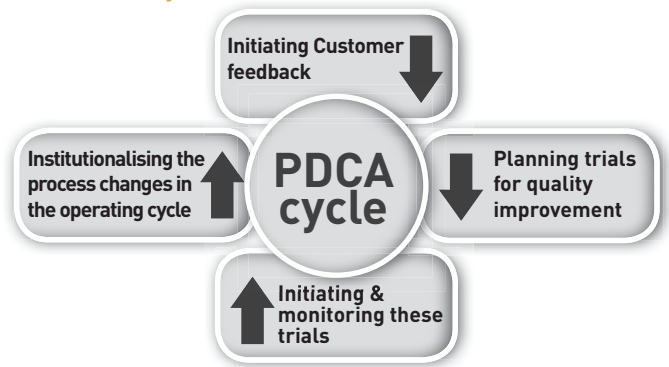 Initiating Customer
feedback
Institutionalising the
process changes in
the operating cycle
PDCA
cycle
Planning trials
for quality
improvement
Initiating &
monitoring these
trials